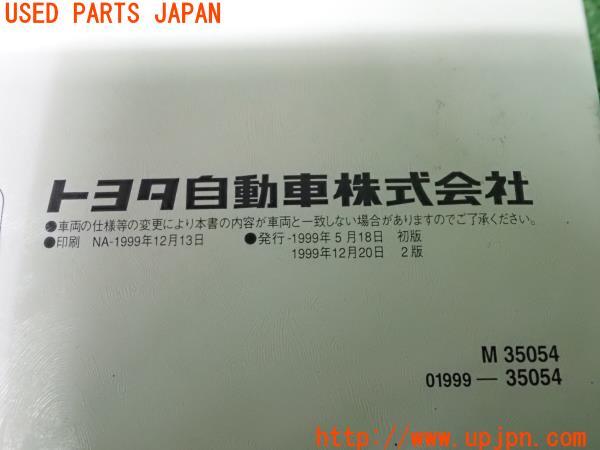 USED PARTS JAPAN
トヨタ自動車株式会社
●車両の仕様等の変更により本書の内容が車両と一致しない場合がありますのでご了承ください。
●印刷 NA-1999年12月13日 ●発行-1999年5月18日 初版
1999年12月20日 2版
M 35054
01999－35054
http://www.upjpn.com/